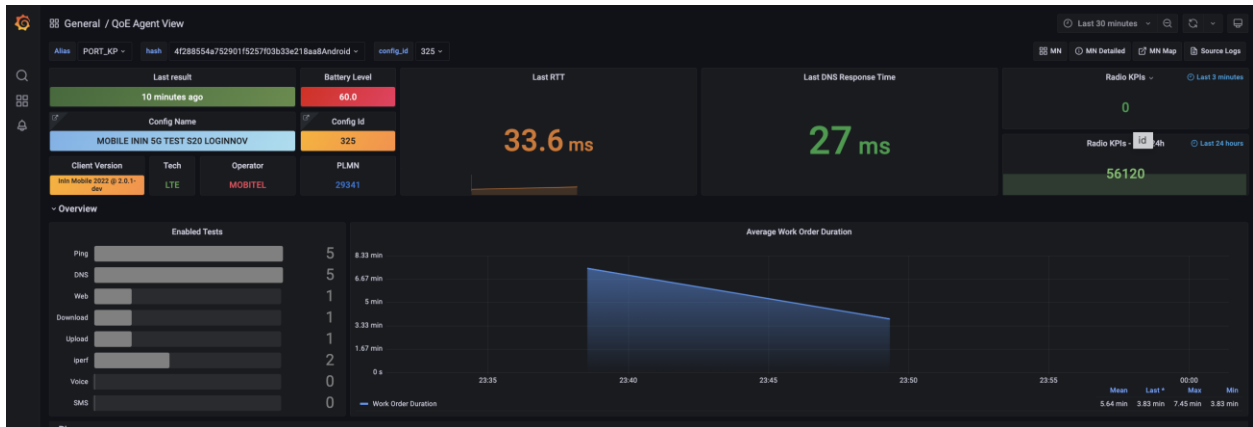 General / QoE Agent View
Last 30 minutes
Alias PORT_KP hash 4f288554a752901f5257f03b33e218aa8Android config_id 325
MN MN Detailed MN Map Source Logs
Last result
10 minutes ago
Battery Level
60.0
Config Name
MOBILE ININ 5G TEST S20 LOGINNOV
Config Id
325
Client Version
Inin Mobile 2022 @ 2.0.1-
dev
Tech
LTE
Operator
MOBITEL
PLMN
29341
Last RTT
33.6 ms
Last DNS Response Time
27 ms
Radio KPIs
Last 3 minutes
0
Radio KPIs - id 24h
Last 24 hours
56120
Overview
Enabled Tests
Ping 5
DNS 5
Web 1
Download 1
Upload 1
iperf 2
Voice 0
SMS 0
Average Work Order Duration
8.33 min
6.67 min
5 min
3.33 min
1.67 min
0 s
23:35 23:40 23:45 23:50 23:55 00:00
Mean Last * Max Min
Work Order Duration 5.64 min 3.83 min 7.45 min 3.83 min